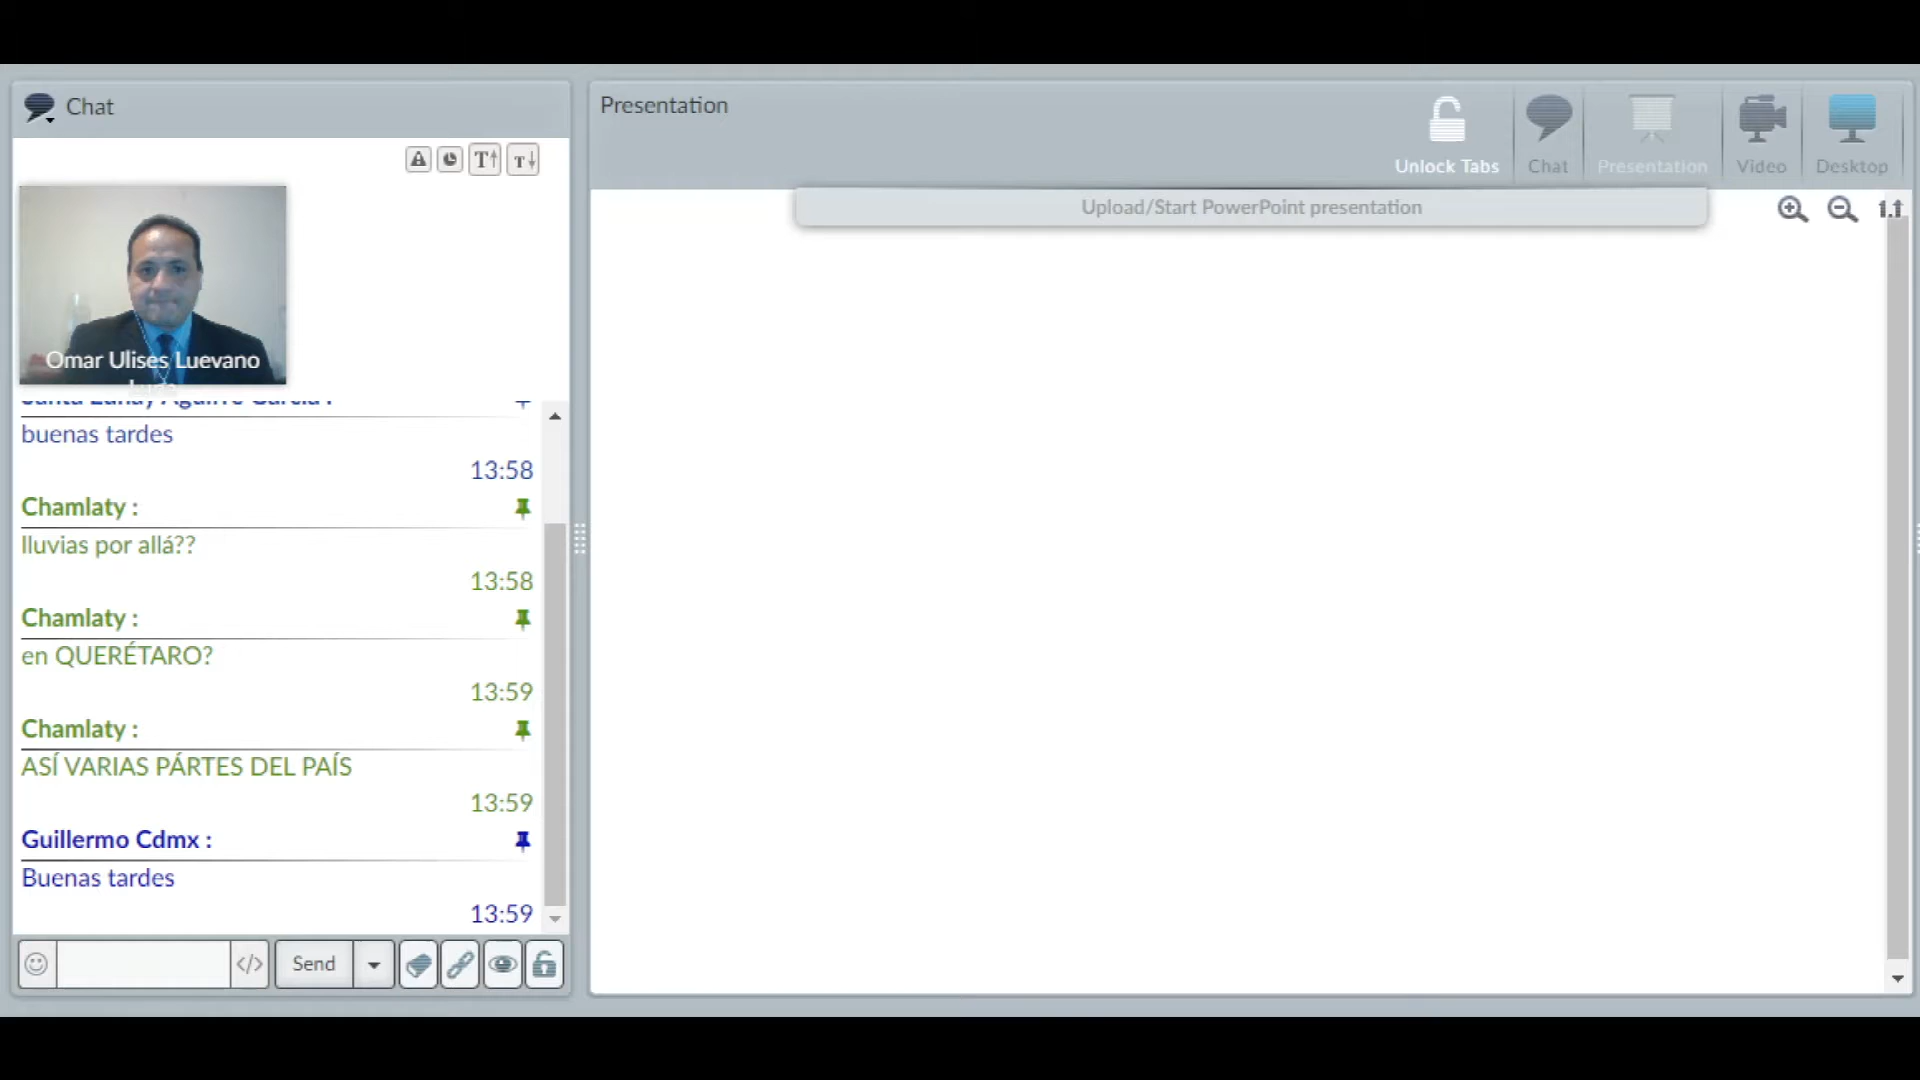 Chat
Omar Ulises Luevano
buenas tardes
13:58
Chamlaty :
lluvias por allá??
13:58
Chamlaty :
en QUERÉTARO?
13:59
Chamlaty :
ASÍ VARIAS PÁRTES DEL PAÍS
13:59
Guillermo Cdmx :
Buenas tardes
13:59
Send
Presentation
Unlock Tabs
Chat
Presentation
Video
Desktop
Upload/Start PowerPoint presentation
1:1